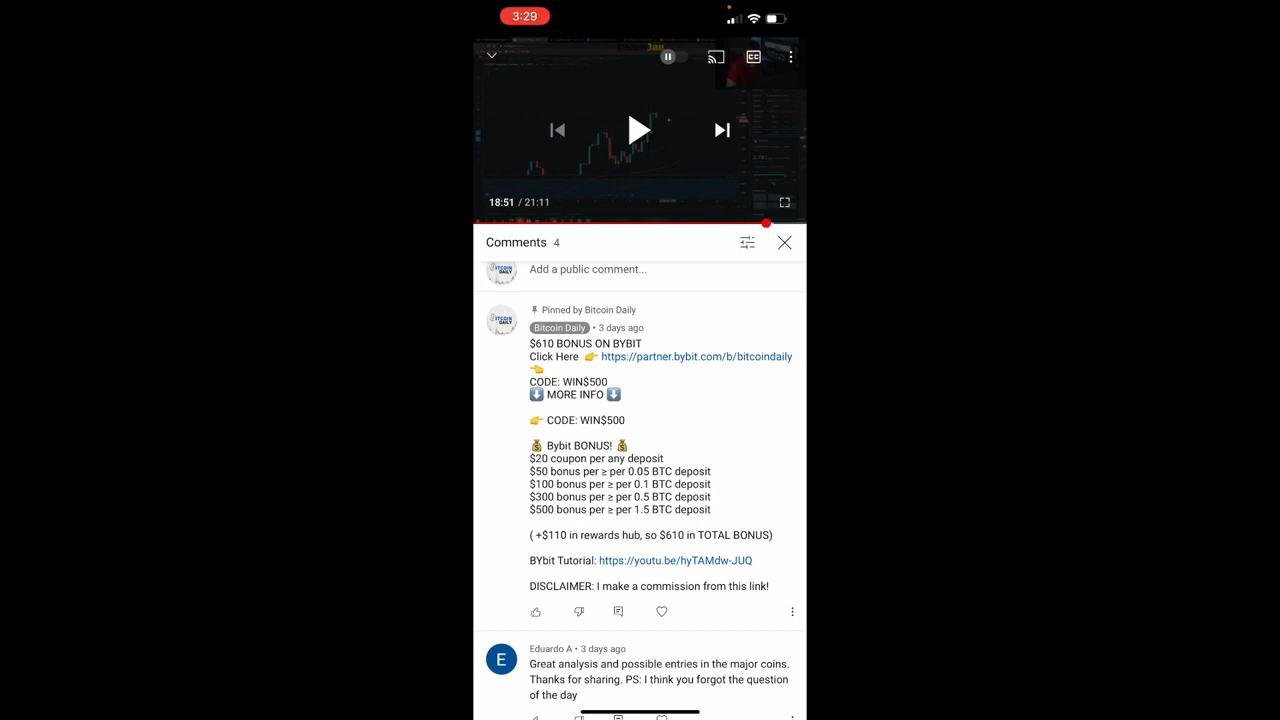 3:29
18:51 / 21:11
Comments 4
Add a public comment...
Pinned by Bitcoin Daily
Bitcoin Daily • 3 days ago
$610 BONUS ON BYBIT
Click Here 👉 https://partner.bybit.com/b/bitcoindaily
👈
CODE: WIN$500
⬇️ MORE INFO ⬇️
👉 CODE: WIN$500
💰 Bybit BONUS! 💰
$20 coupon per any deposit
$50 bonus per ≥ per 0.05 BTC deposit
$100 bonus per ≥ per 0.1 BTC deposit
$300 bonus per ≥ per 0.5 BTC deposit
$500 bonus per ≥ per 1.5 BTC deposit
( +$110 in rewards hub, so $610 in TOTAL BONUS)
BYbit Tutorial: https://youtu.be/hyTAMdw-JUQ
DISCLAIMER: I make a commission from this link!
E
Eduardo A • 3 days ago
Great analysis and possible entries in the major coins.
Thanks for sharing. PS: I think you forgot the question
of the day